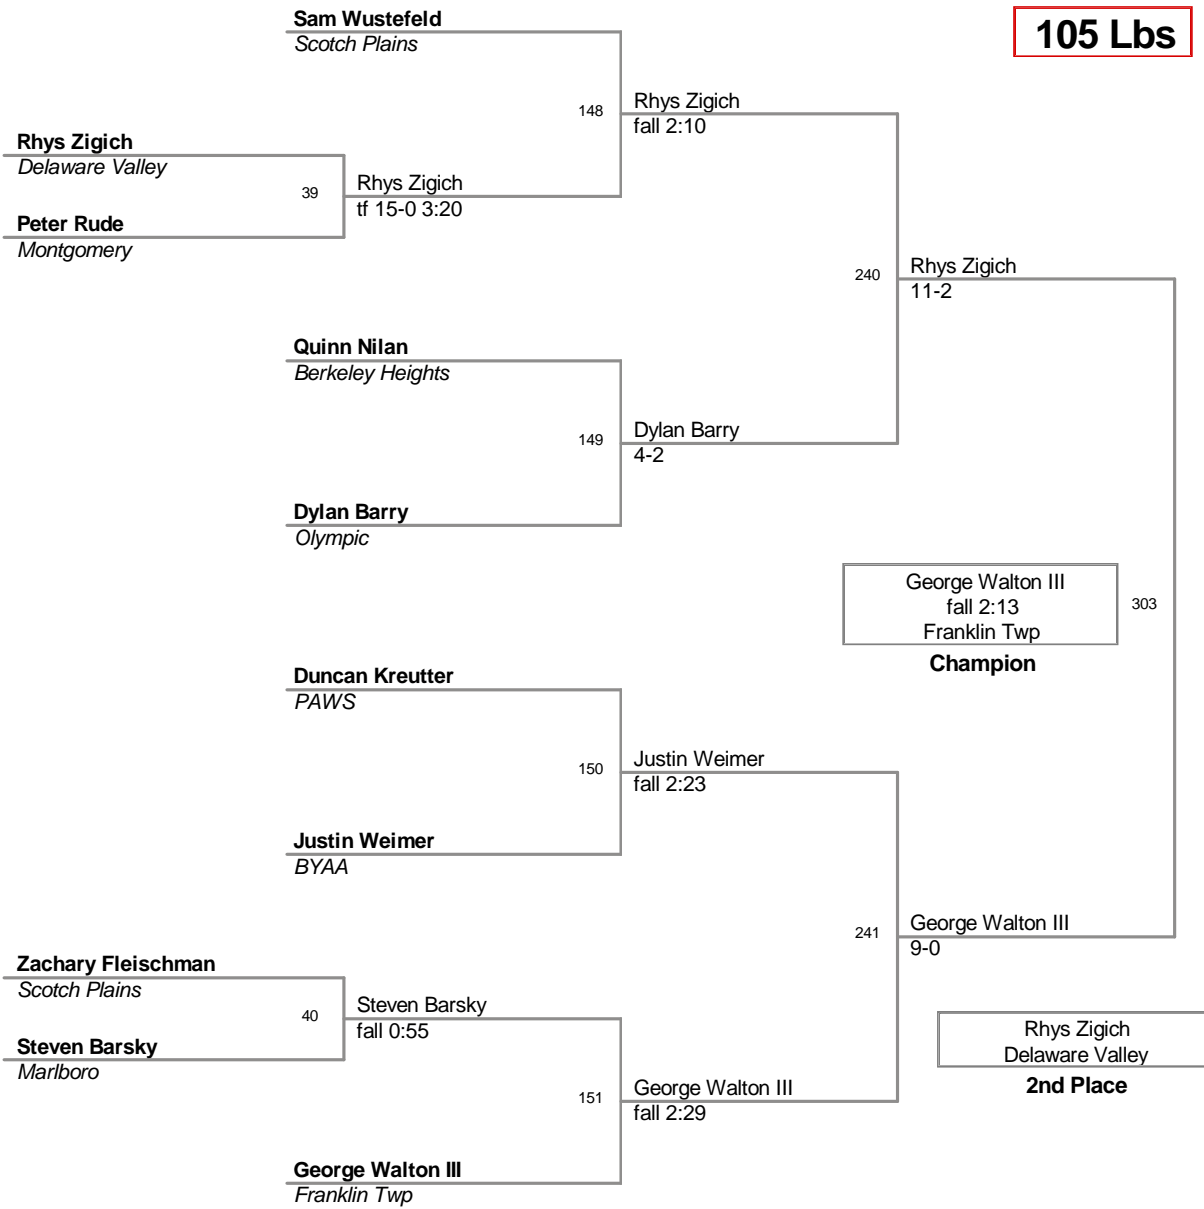 Sam Wustefeld
Scotch Plains
105 Lbs
148
Rhys Zigich
fall 2:10
Rhys Zigich
Delaware Valley
39
Rhys Zigich
tf 15-0 3:20
Peter Rude
Montgomery
240
Rhys Zigich
11-2
Quinn Nilan
Berkeley Heights
149
Dylan Barry
4-2
Dylan Barry
Olympic
George Walton III
fall 2:13
Franklin Twp
303
Champion
Duncan Kreutter
PAWS
150
Justin Weimer
fall 2:23
Justin Weimer
BYAA
241
George Walton III
9-0
Zachary Fleischman
Scotch Plains
40
Steven Barsky
fall 0:55
Steven Barsky
Marlboro
Rhys Zigich
Delaware Valley
2nd Place
151
George Walton III
fall 2:29
George Walton III
Franklin Twp